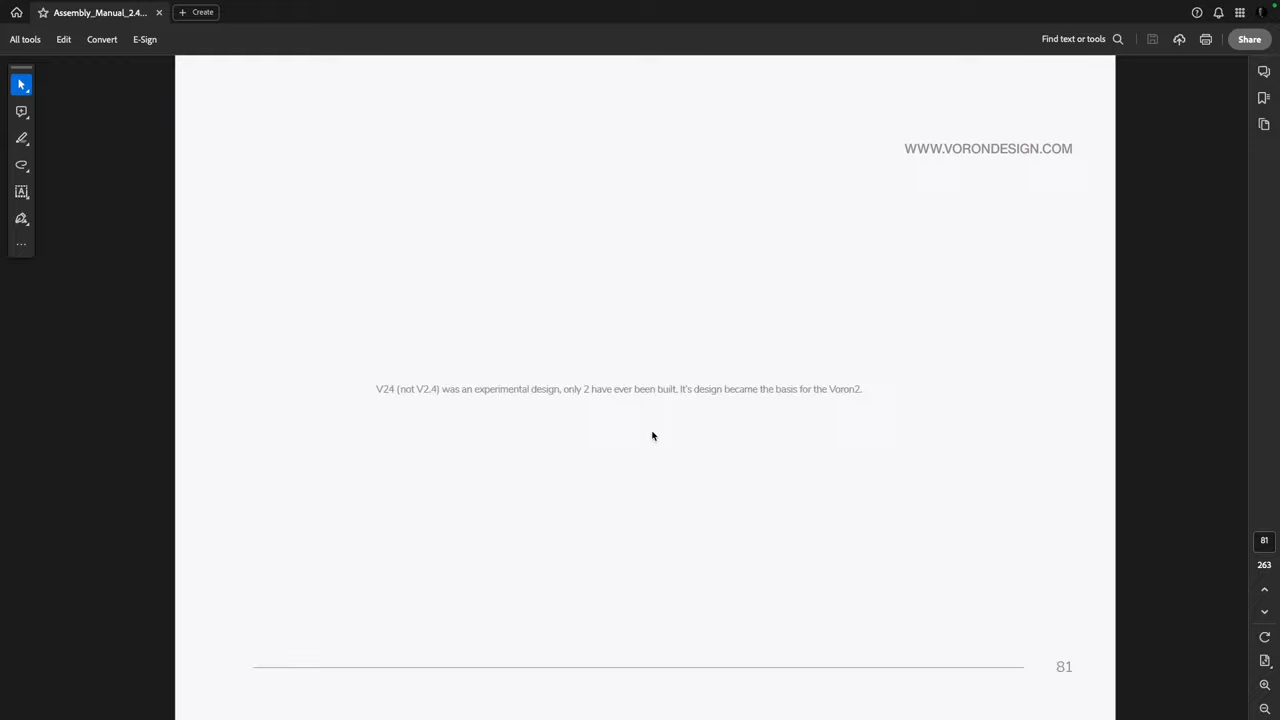 Assembly_Manual_2.4...
Create
All tools
Edit
Convert
E-Sign
Find text or tools
Share
WWW.VORONDESIGN.COM
V24 (not V2.4) was an experimental design, only 2 have ever been built. It's design became the basis for the Voron2.
81
263
81